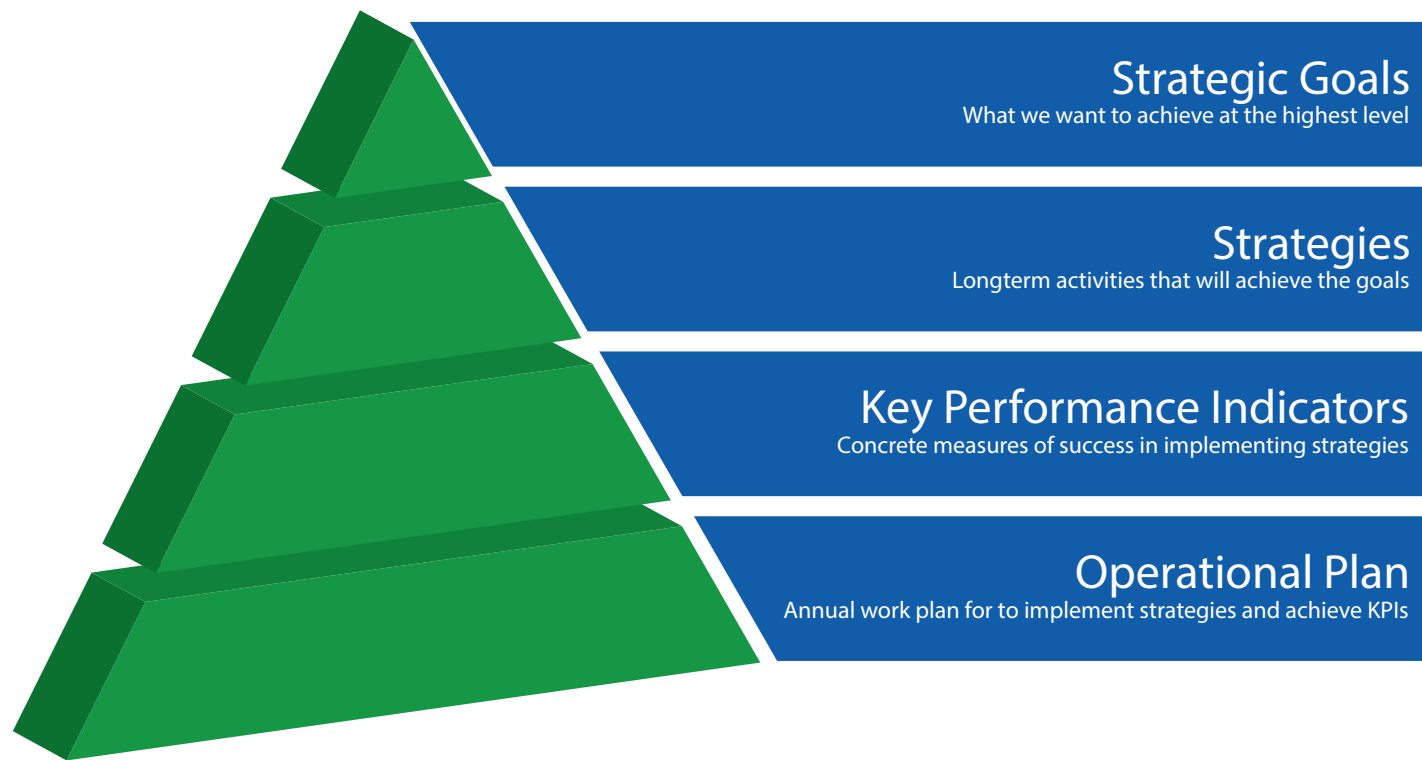 Strategic Goals
What we want to achieve at the highest level
Strategies
Longterm activities that will achieve the goals
Key Performance Indicators
Concrete measures of success in implementing strategies
Operational Plan
Annual work plan for to implement strategies and achieve KPIs